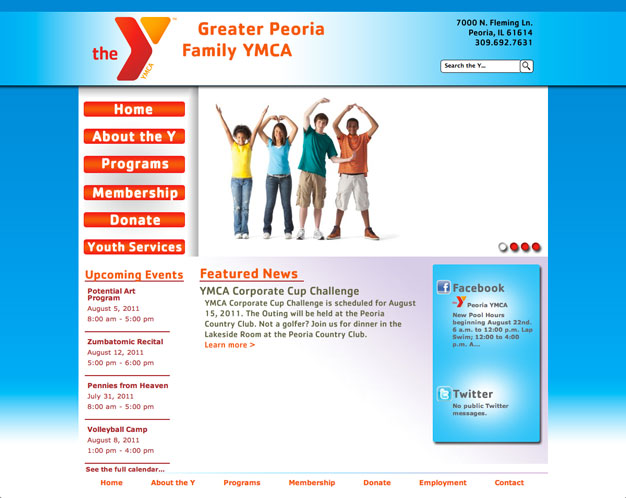 the
YMCA
Greater Peoria
Family YMCA
7000 N. Fleming Ln.
Peoria, IL 61614
309.692.7631
Search the Y...
Home
About the Y
Programs
Membership
Donate
Youth Services
Upcoming Events
Potential Art
Program
August 5, 2011
8:00 am - 5:00 pm
Zumbatomic Recital
August 12, 2011
5:00 pm - 6:00 pm
Pennies from Heaven
July 31, 2011
8:00 am - 5:00 pm
Volleyball Camp
August 8, 2011
1:00 pm - 4:00 pm
See the full calendar...
Featured News
YMCA Corporate Cup Challenge
YMCA Corporate Cup Challenge is scheduled for August
15, 2011. The Outing will be held at the Peoria
Country Club. Not a golfer? Join us for dinner in the
Lakeside Room at the Peoria Country Club.
Learn more >
Facebook
Peoria YMCA
New Pool Hours
beginning August 22nd.
6 a.m. to 12:00 p.m. Lap
Swim; 12:00 to 4:00
p.m. A...
Twitter
No public Twitter
messages.
Home About the Y Programs Membership Donate Employment Contact